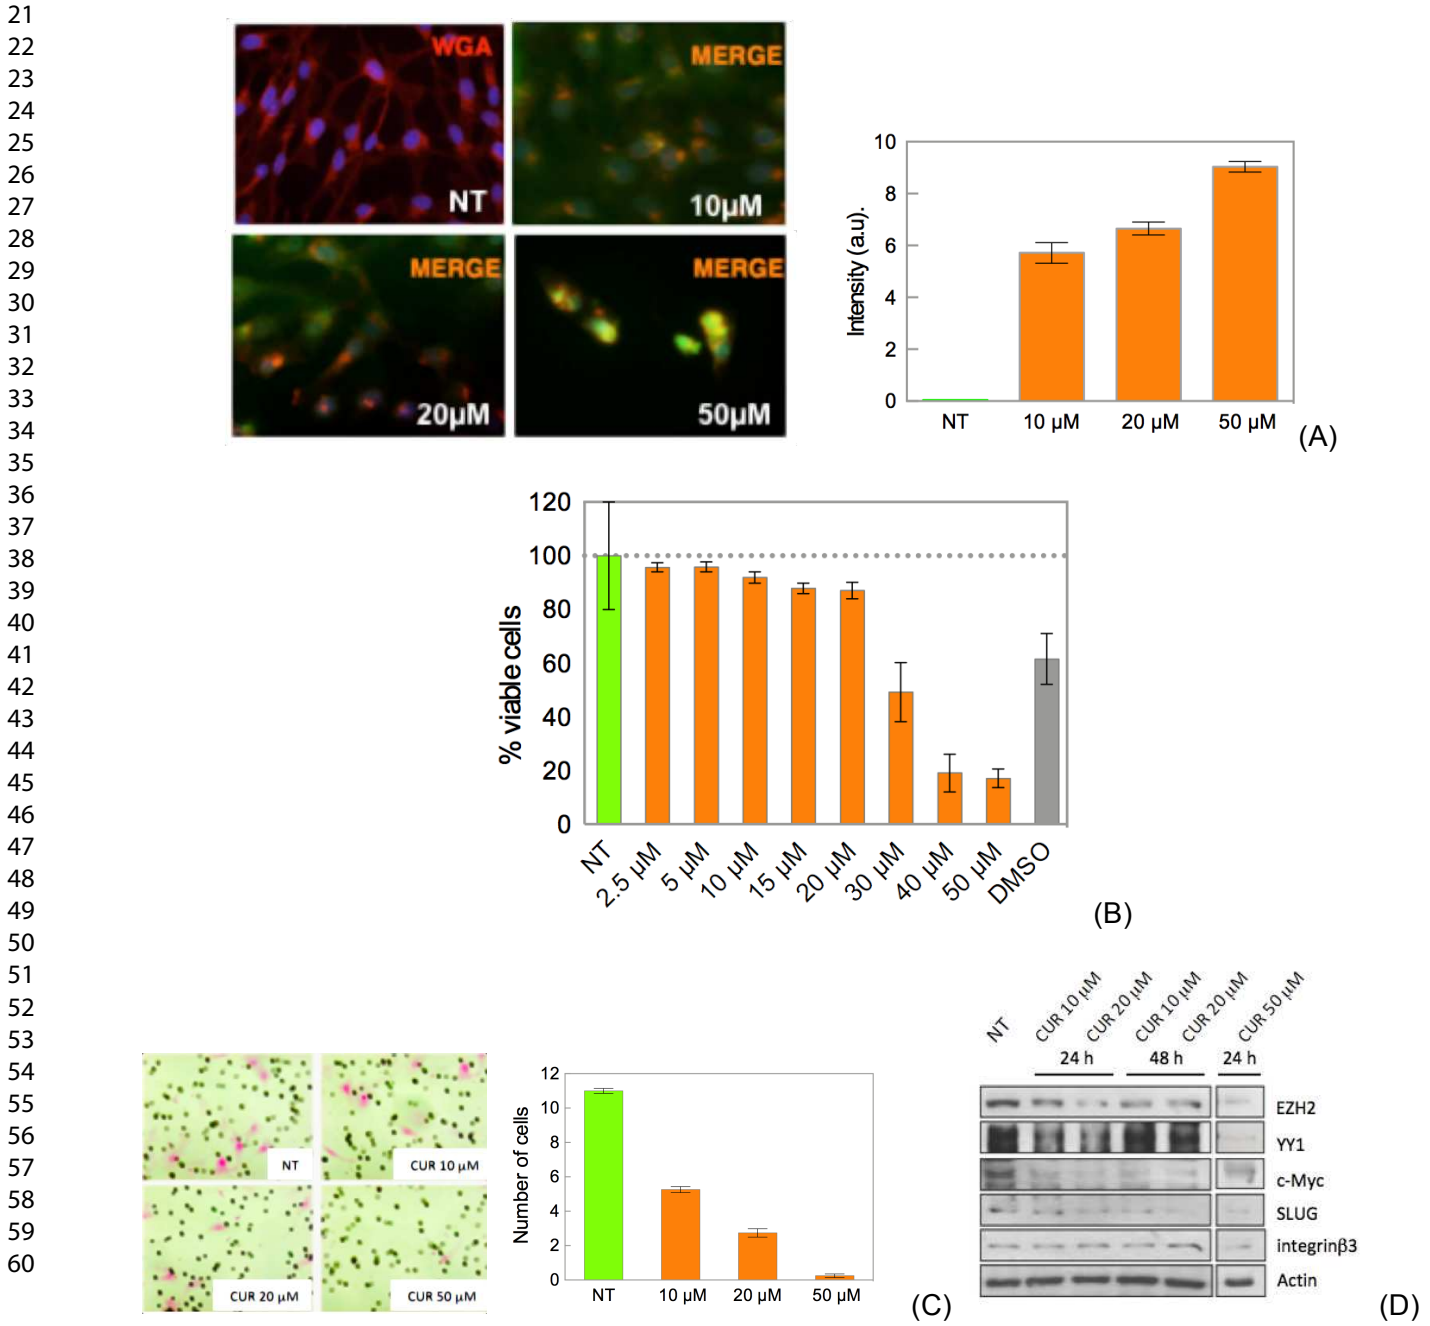 21
22
23
24
25
26
27
28
29
30
31
32
33
34
35
36
37
38
39
40
41
42
43
44
45
46
47
48
49
50
51
52
53
54
55
56
57
58
59
60
WGA
NT
MERGE
10μM
MERGE
20μM
MERGE
50μM
Intensity (a.u).
10
8
6
4
2
0
NT 10 μM 20 μM 50 μM
(A)
% viable cells
120
100
80
60
40
20
0
NT 2.5 μM 5 μM 10 μM 15 μM 20 μM 30 μM 40 μM 50 μM DMSO
(B)
NT
CUR 10 μM
CUR 20 μM
CUR 50 μM
Number of cells
12
10
8
6
4
2
0
NT 10 μM 20 μM 50 μM
(C)
NT CUR 10 μM CUR 20 μM CUR 10 μM CUR 20 μM CUR 50 μM
24 h 48 h 24 h
EZH2
YY1
c-Myc
SLUG
integrinβ3
Actin
(D)